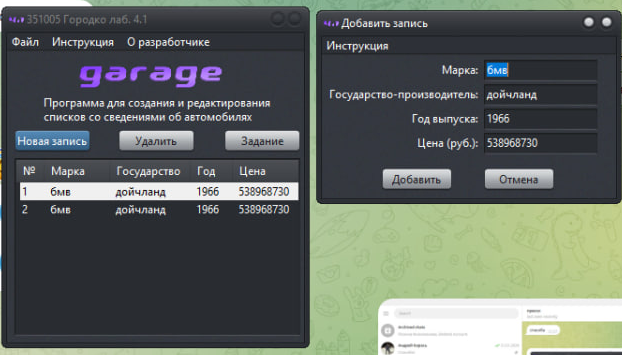 351005 Городко лаб. 4.1
Файл Инструкция О разработчике
garage
Программа для создания и редактирования
списков со сведениями об автомобилях
Новая запись Удалить Задание
№ Марка Государство Год Цена
1 бмв дойчланд 1966 538968730
2 бмв дойчланд 1966 538968730
Добавить запись
Инструкция
Марка: бмв
Государство-производитель: дойчланд
Год выпуска: 1966
Цена (руб.): 538968730
Добавить Отмена
Search